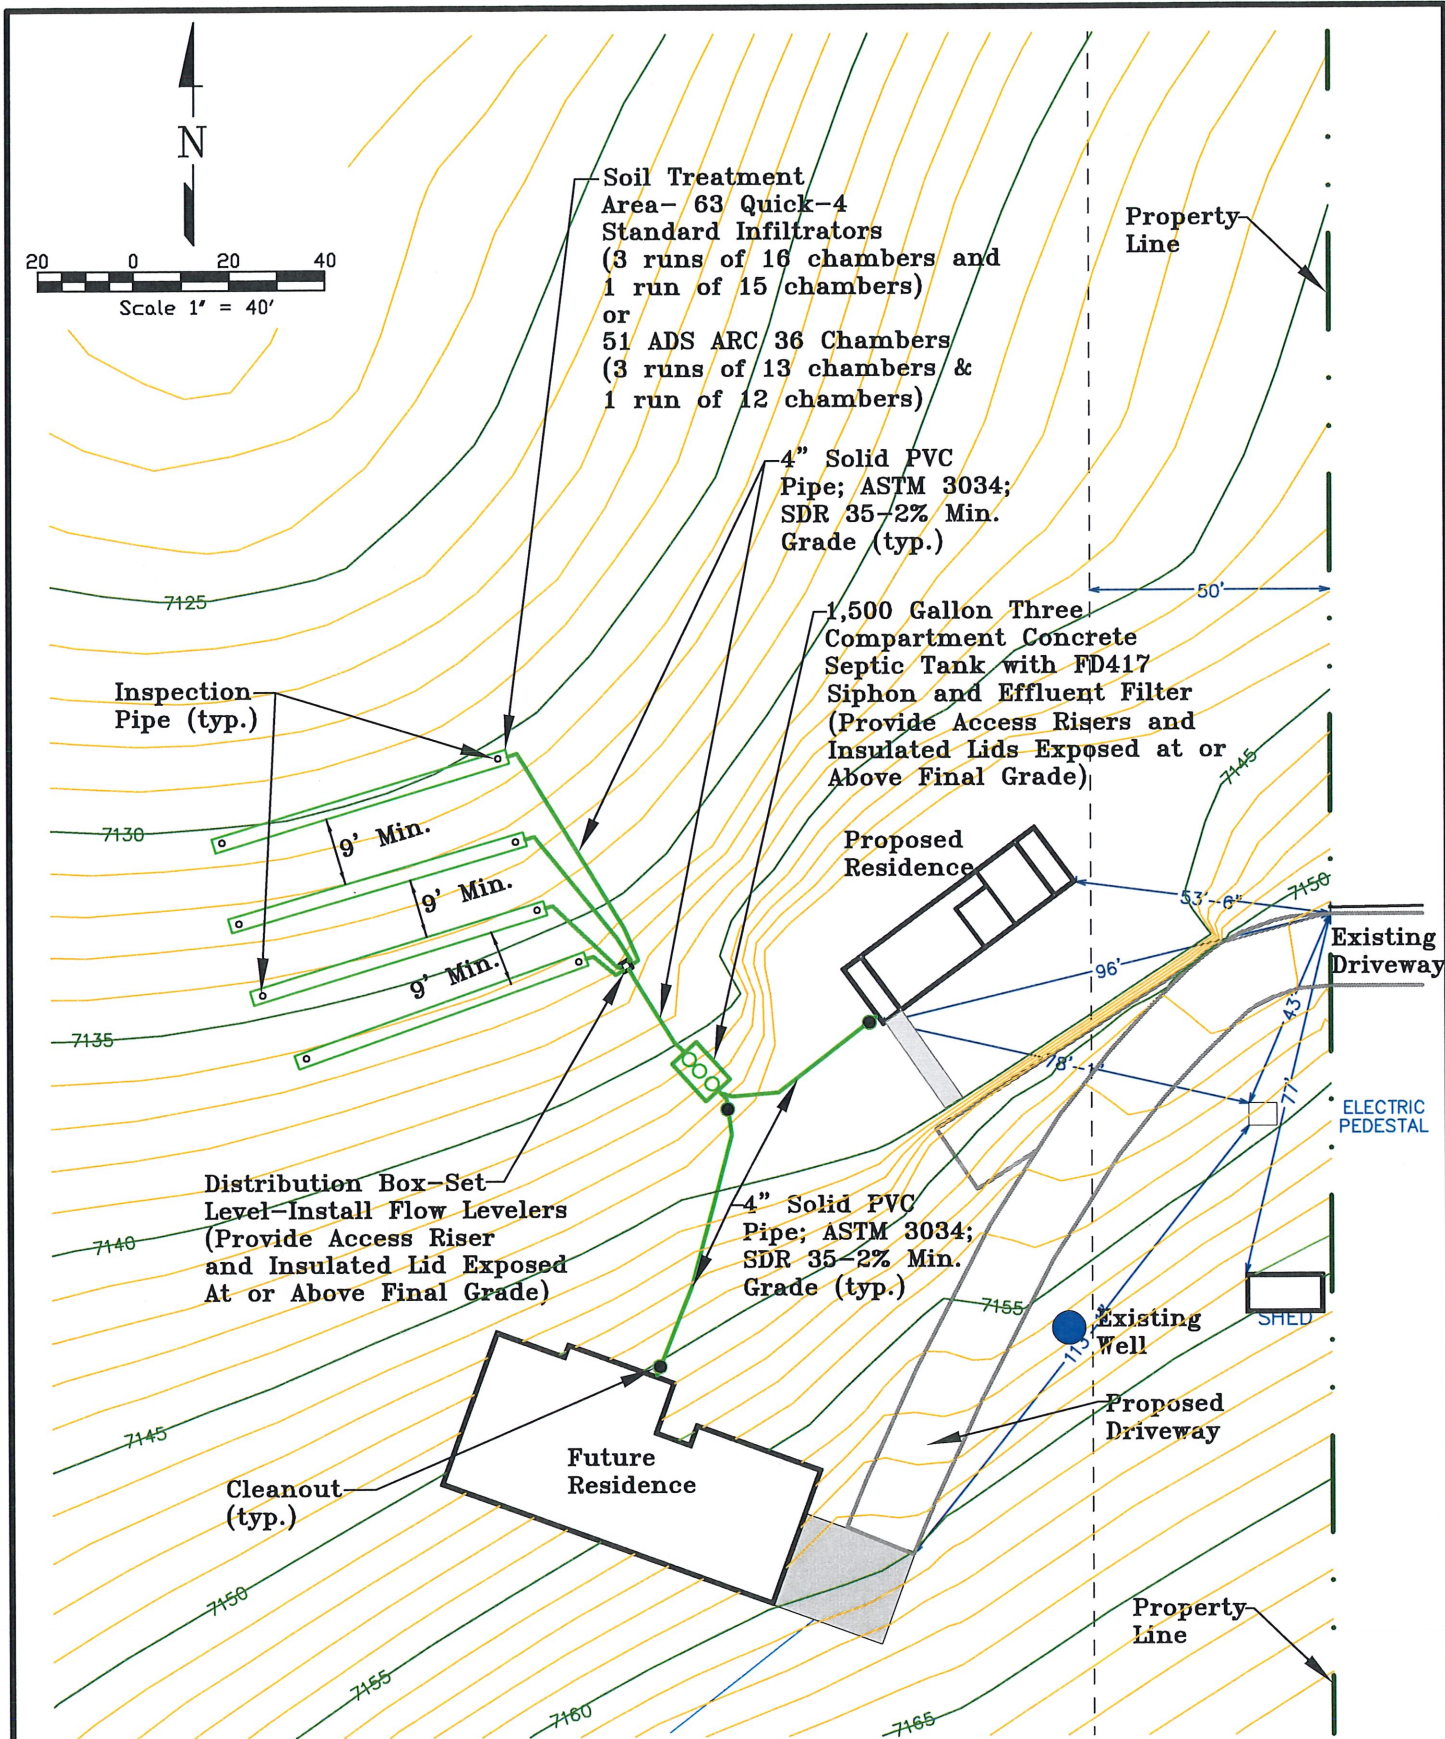 N
20 0 20 40
Scale 1" = 40'
Soil Treatment
Area- 63 Quick-4
Standard Infiltrators
(3 runs of 16 chambers and
1 run of 15 chambers)
or
51 ADS ARC 36 Chambers
(3 runs of 13 chambers &
1 run of 12 chambers)
Property
Line
4" Solid PVC
Pipe; ASTM 3034;
SDR 35-2% Min.
Grade (typ.)
50'
7125
1,500 Gallon Three
Compartment Concrete
Septic Tank with FD417
Siphon and Effluent Filter
(Provide Access Risers and
Insulated Lids Exposed at or
Above Final Grade)
Inspection
Pipe (typ.)
7145
7130
9' Min.
9' Min.
9' Min.
Proposed
Residence
53'-6"
7150
Existing
Driveway
96'
43'
78'-1"
77'
7135
ELECTRIC
PEDESTAL
Distribution Box-Set
Level-Install Flow Levelers
(Provide Access Riser
and Insulated Lid Exposed
At or Above Final Grade)
4" Solid PVC
Pipe; ASTM 3034;
SDR 35-2% Min.
Grade (typ.)
7140
7155
Existing
Well
SHED
Proposed
Driveway
7145
Future
Residence
Cleanout
(typ.)
7150
Property
Line
7155
7160
7165